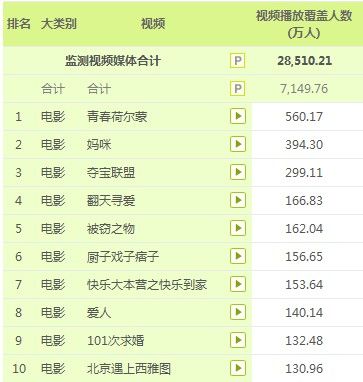 排名 大类别 视频 视频播放覆盖人数
(万人)
监测视频媒体合计 P 28,510.21
合计 合计 P 7,149.76
1 电影 青春荷尔蒙 560.17
2 电影 妈咪 394.30
3 电影 夺宝联盟 299.11
4 电影 翻天寻爱 166.83
5 电影 被窃之物 162.04
6 电影 厨子戏子痞子 156.65
7 电影 快乐大本营之快乐到家 153.64
8 电影 爱人 140.14
9 电影 101次求婚 132.48
10 电影 北京遇上西雅图 130.96